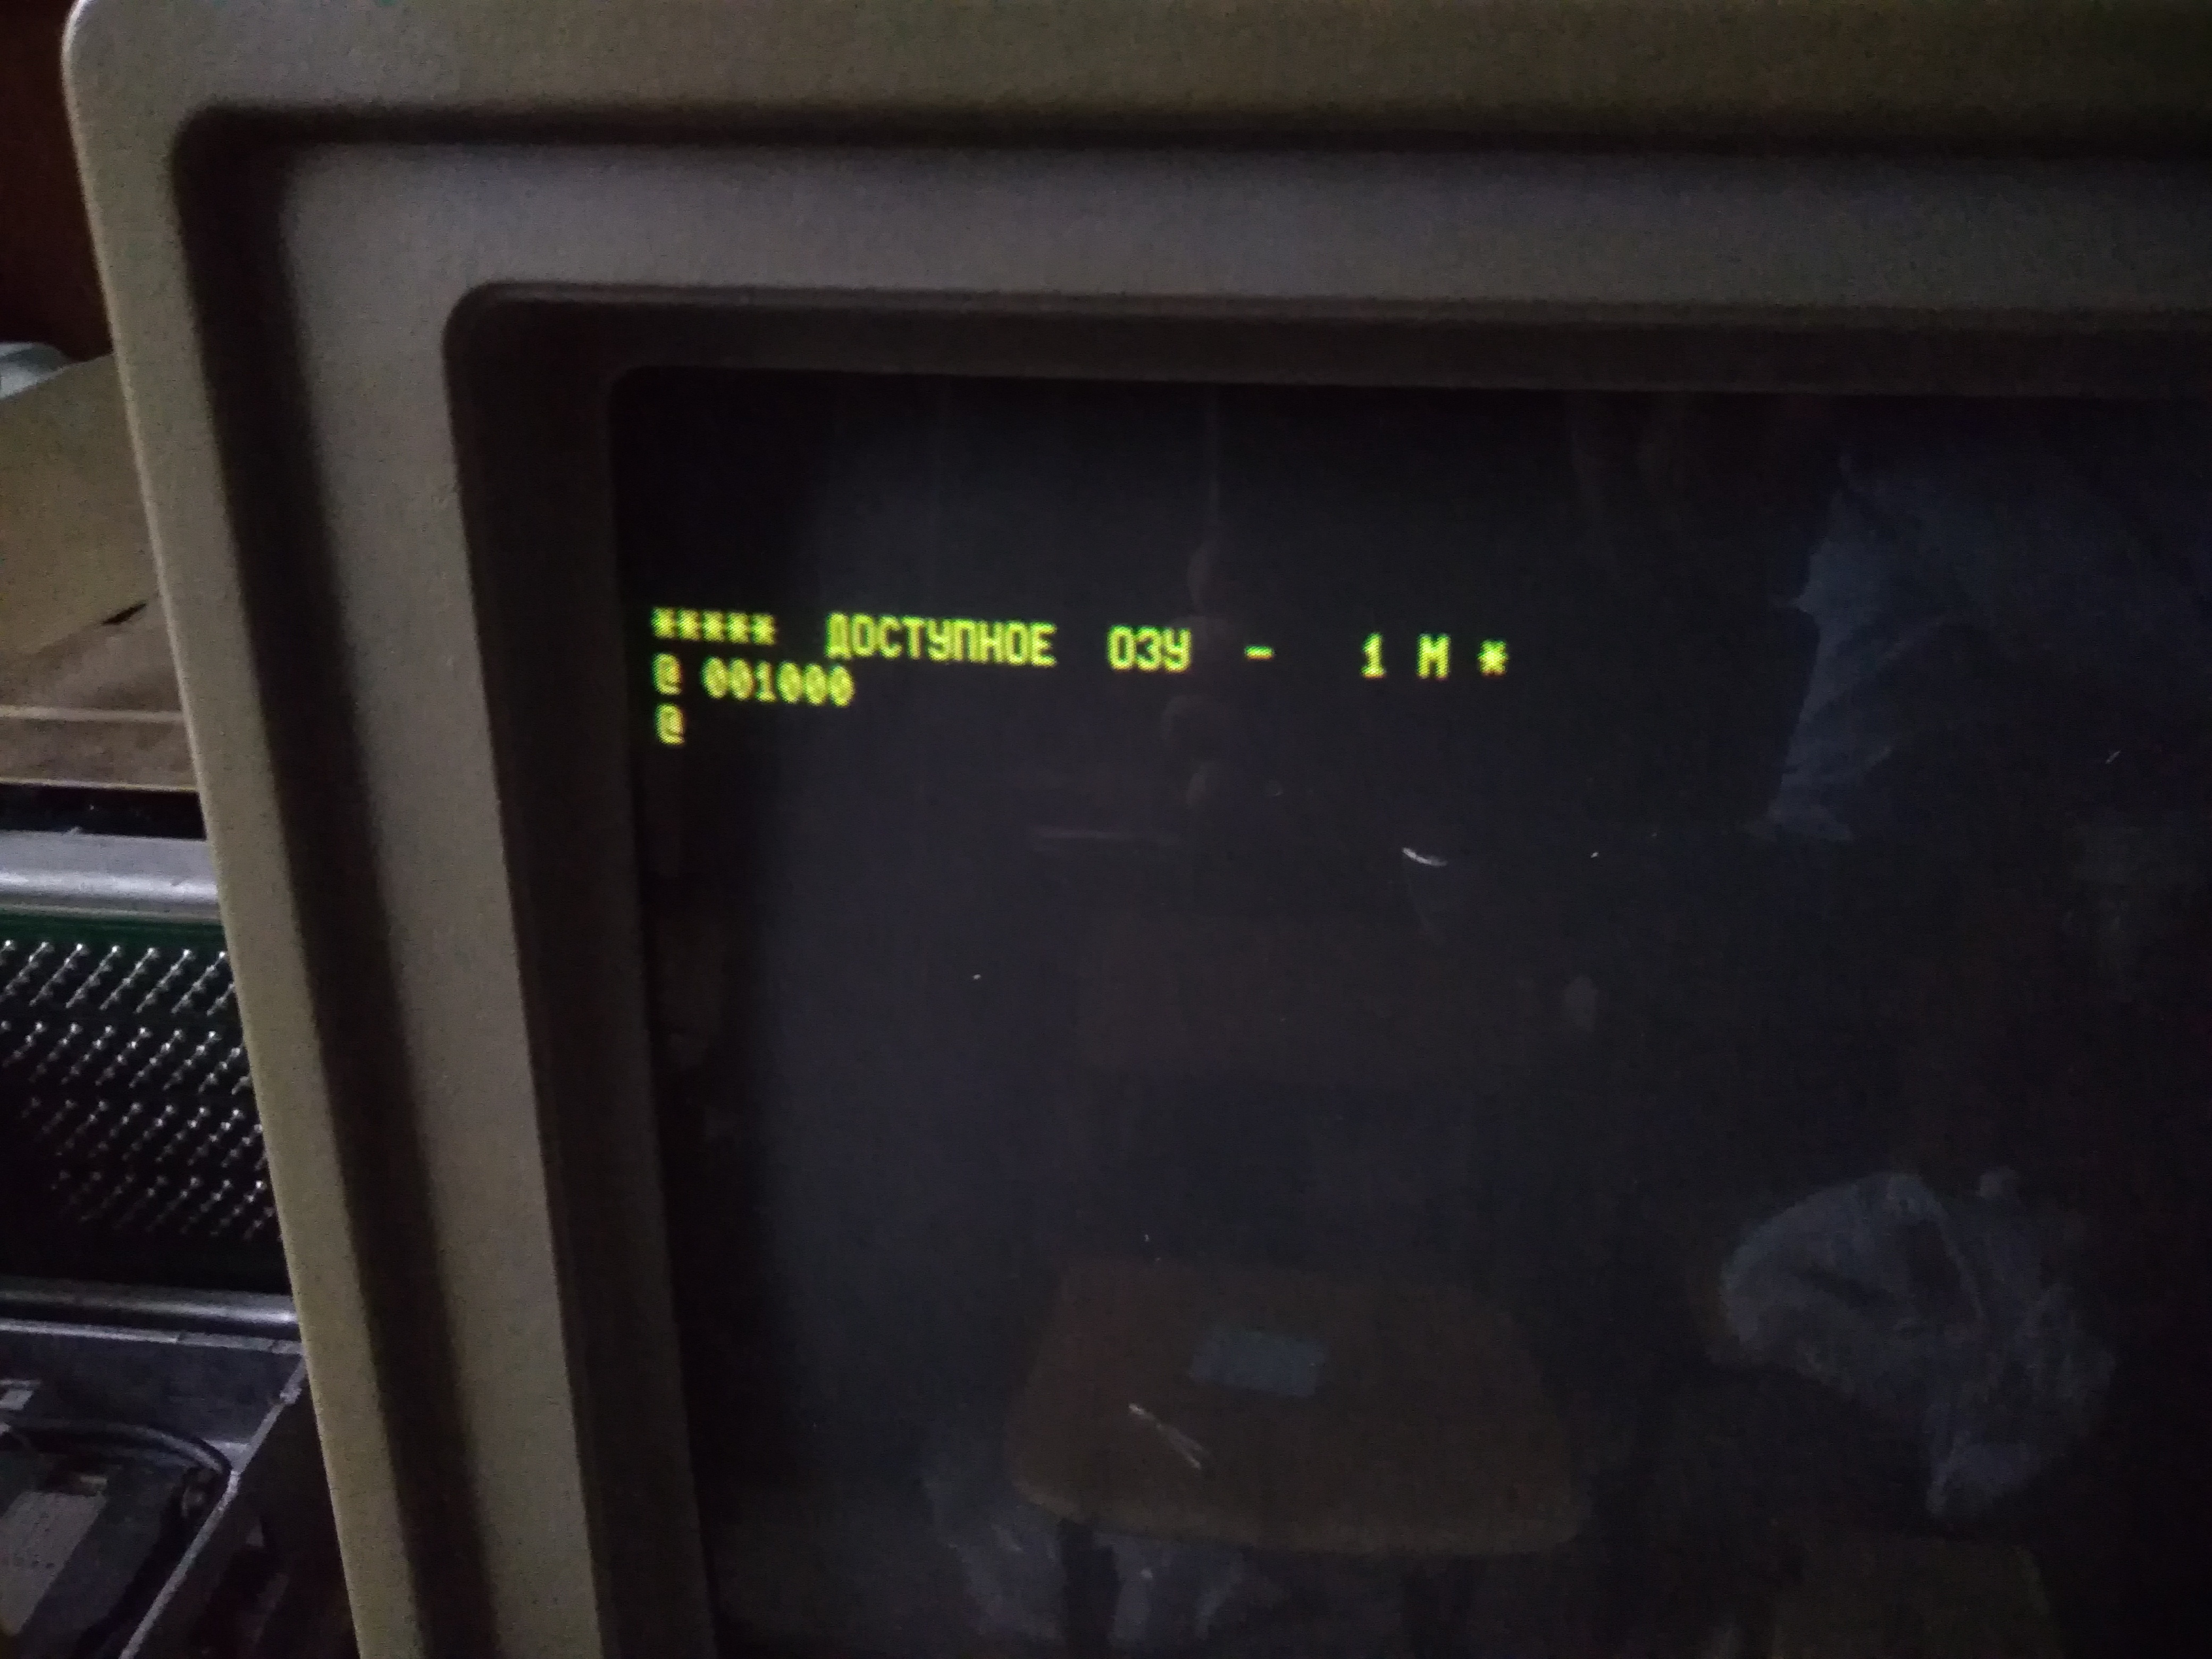 ***** ДОСТУПНОЕ ОЗУ - 1 М *
@ 001000
@